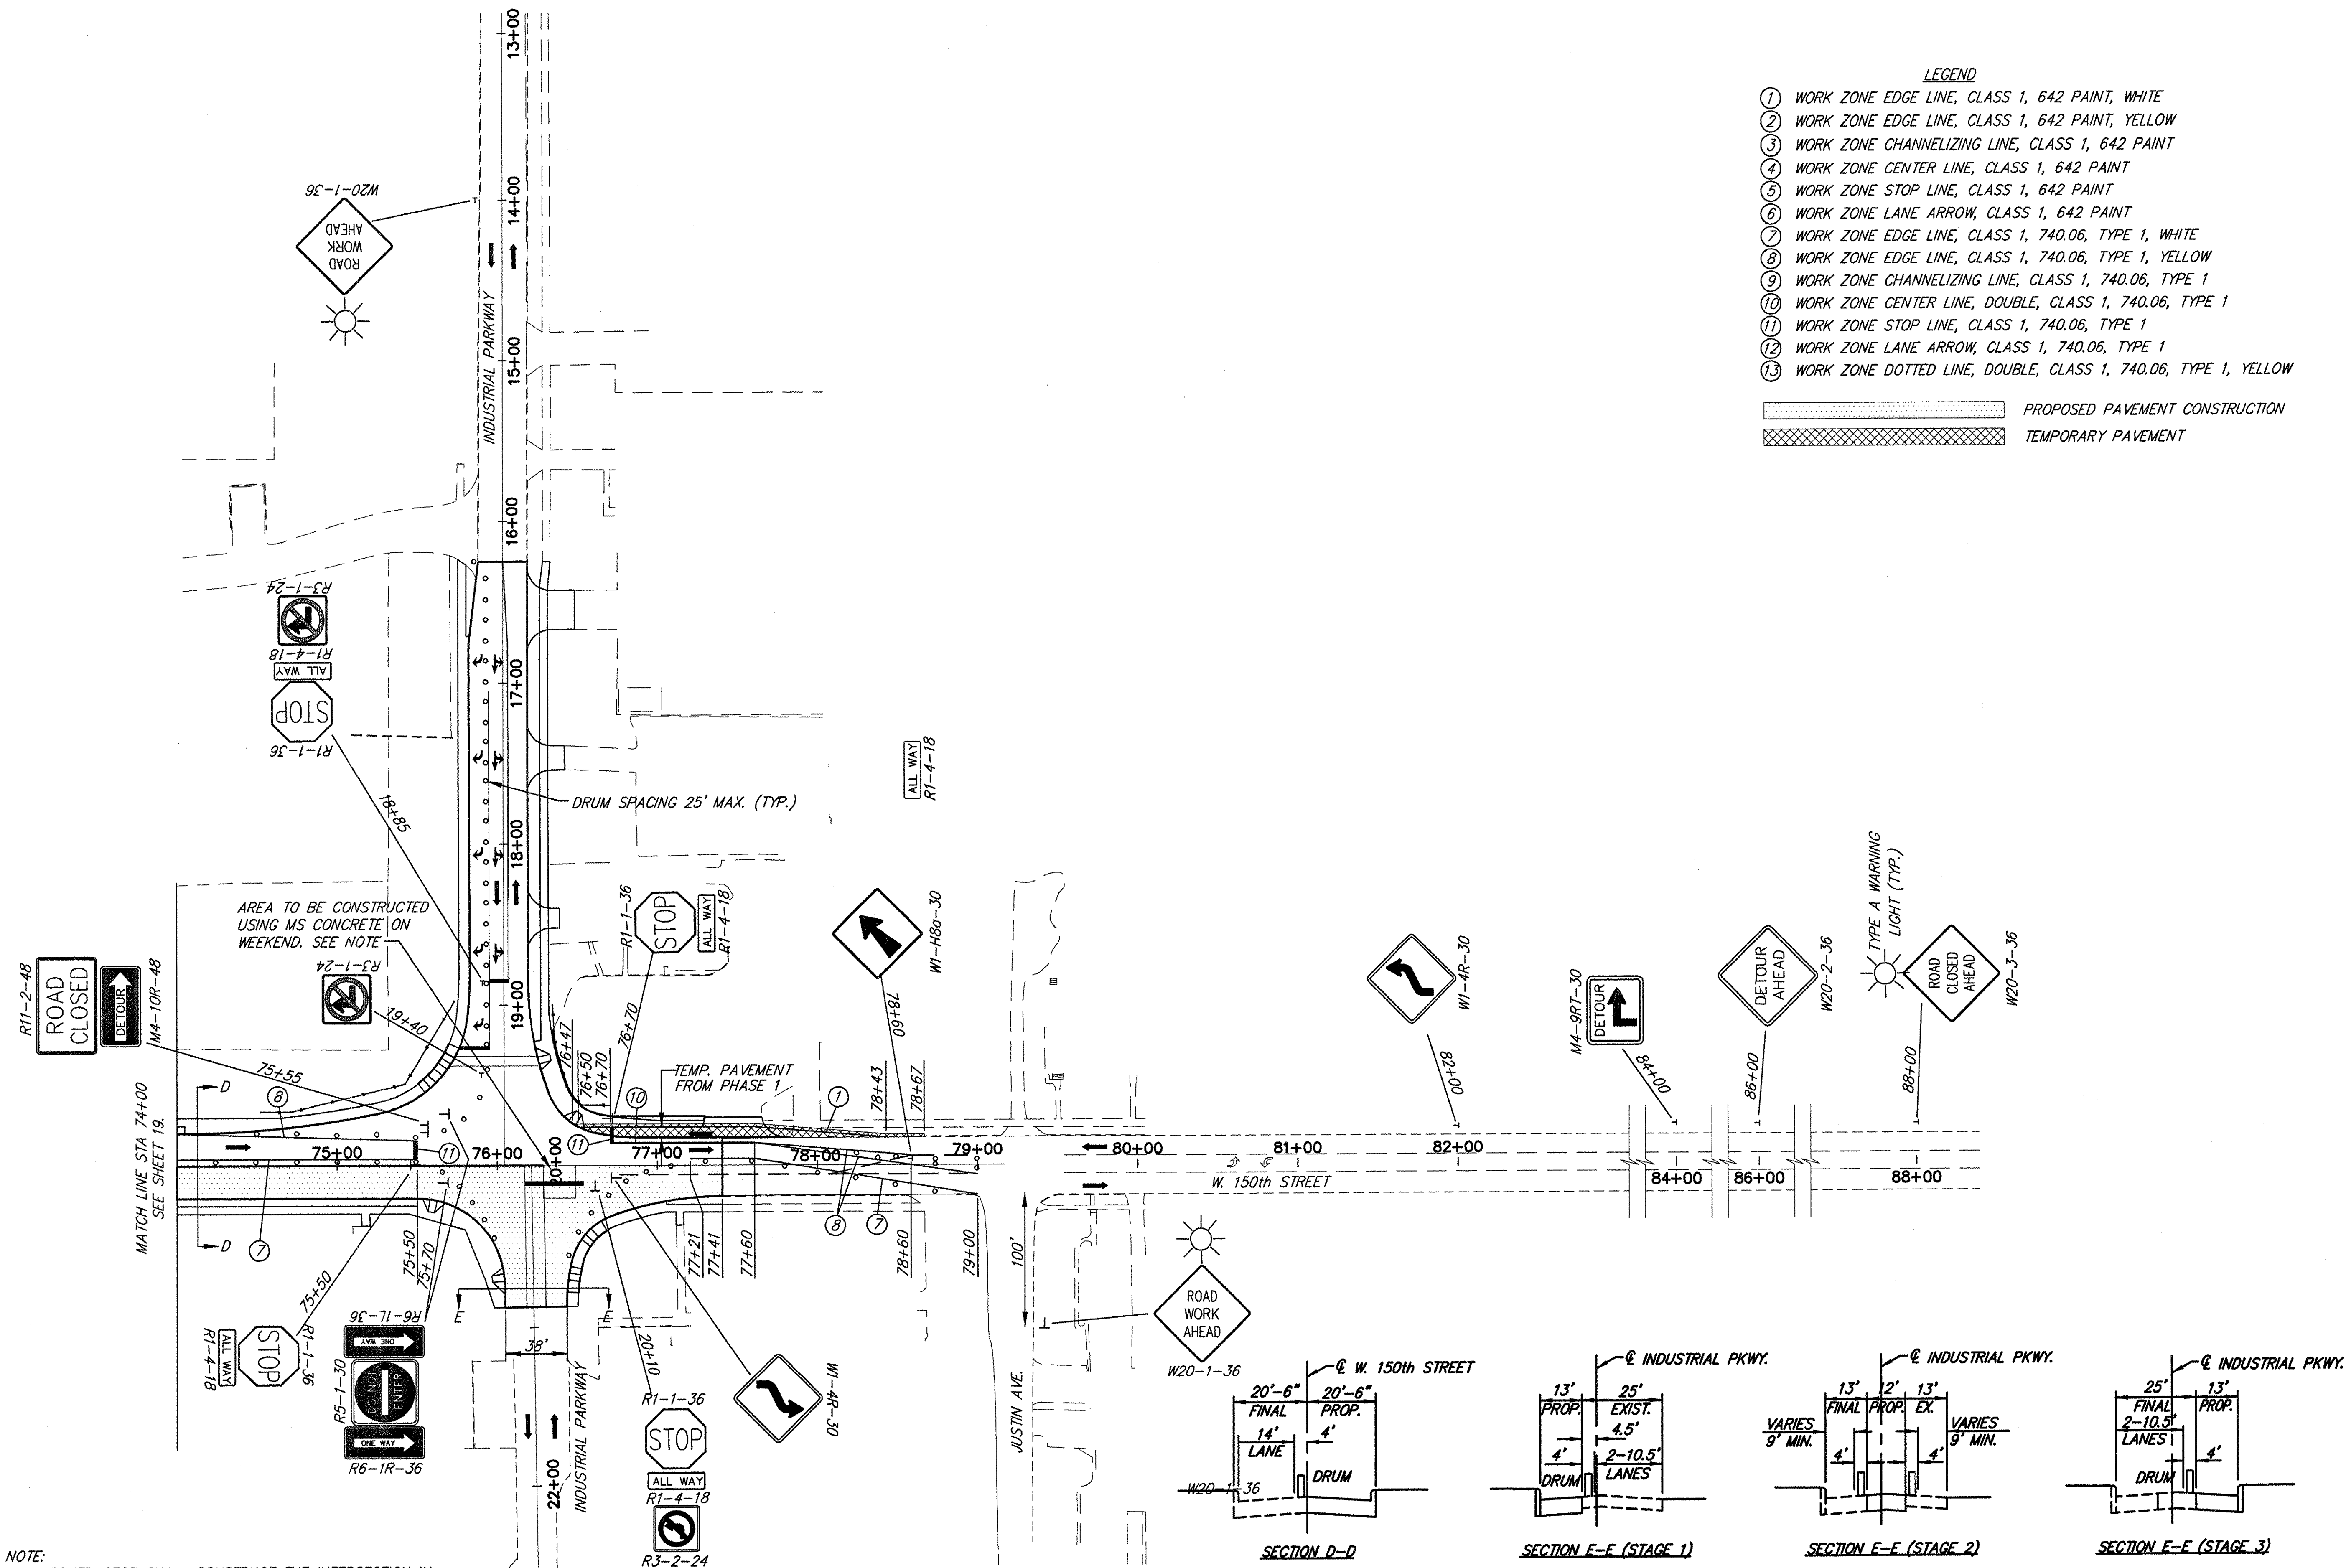 LEGEND
1 WORK ZONE EDGE LINE, CLASS 1, 642 PAINT, WHITE
2 WORK ZONE EDGE LINE, CLASS 1, 642 PAINT, YELLOW
3 WORK ZONE CHANNELIZING LINE, CLASS 1, 642 PAINT
4 WORK ZONE CENTER LINE, CLASS 1, 642 PAINT
5 WORK ZONE STOP LINE, CLASS 1, 642 PAINT
6 WORK ZONE LANE ARROW, CLASS 1, 642 PAINT
7 WORK ZONE EDGE LINE, CLASS 1, 740.06, TYPE 1, WHITE
8 WORK ZONE EDGE LINE, CLASS 1, 740.06, TYPE 1, YELLOW
9 WORK ZONE CHANNELIZING LINE, CLASS 1, 740.06, TYPE 1
10 WORK ZONE CENTER LINE, DOUBLE, CLASS 1, 740.06, TYPE 1
11 WORK ZONE STOP LINE, CLASS 1, 740.06, TYPE 1
12 WORK ZONE LANE ARROW, CLASS 1, 740.06, TYPE 1
13 WORK ZONE DOTTED LINE, DOUBLE, CLASS 1, 740.06, TYPE 1, YELLOW
PROPOSED PAVEMENT CONSTRUCTION
TEMPORARY PAVEMENT
13+00
14+00
15+00
16+00
17+00
18+00
19+00
20+00
22+00
INDUSTRIAL PARKWAY
W20-1-36
ROAD
WORK
AHEAD
R3-1-24
R1-4-18
ALL WAY
STOP
R1-1-36
18+85
DRUM SPACING 25' MAX. (TYP.)
ALL WAY
R1-4-18
AREA TO BE CONSTRUCTED
USING MS CONCRETE ON
WEEKEND. SEE NOTE
R3-1-24
19+40
R11-2-48
ROAD
CLOSED
DETOUR
M4-10R-48
75+55
MATCH LINE STA 74+00
SEE SHEET 19.
D
D
8
7
11
R1-1-36
STOP
ALL WAY
R1-4-18
76+70
76+47
76+50
76+70
TEMP. PAVEMENT
FROM PHASE 1
10
1
11
W1-H8a-30
78+60
78+43
78+67
75+00
76+00
77+00
78+00
79+00
80+00
81+00
82+00
84+00
86+00
88+00
W. 150th STREET
W1-4R-30
82+00
M4-9RT-30
DETOUR
84+00
DETOUR
AHEAD
W20-2-36
86+00
TYPE A WARNING
LIGHT (TYP.)
ROAD
CLOSED
AHEAD
W20-3-36
88+00
75+50
75+70
75+50
R1-1-36
STOP
ALL WAY
R1-4-18
R6-1L-36
ONE WAY
R5-1-30
DO NOT
ENTER
ONE WAY
R6-1R-36
E
E
38'
INDUSTRIAL PARKWAY
20+10
R1-1-36
STOP
ALL WAY
R1-4-18
R3-2-24
W1-4R-30
77+21
77+41
77+60
8
7
78+60
79+00
100'
JUSTIN AVE.
ROAD
WORK
AHEAD
W20-1-36
W20-1-36
℄ W. 150th STREET
20'-6" 20'-6"
FINAL PROP.
14' 4'
LANE
DRUM
SECTION D-D
℄ INDUSTRIAL PKWY.
13' 25'
PROP. EXIST.
4.5'
4' 2-10.5'
DRUM LANES
SECTION E-E (STAGE 1)
℄ INDUSTRIAL PKWY.
13' 12' 13'
FINAL PROP. EX.
VARIES VARIES
9' MIN. 9' MIN.
4' 4'
SECTION E-E (STAGE 2)
℄ INDUSTRIAL PKWY.
25' 13'
FINAL PROP.
2-10.5'
LANES
4'
DRUM
SECTION E-E (STAGE 3)
NOTE: